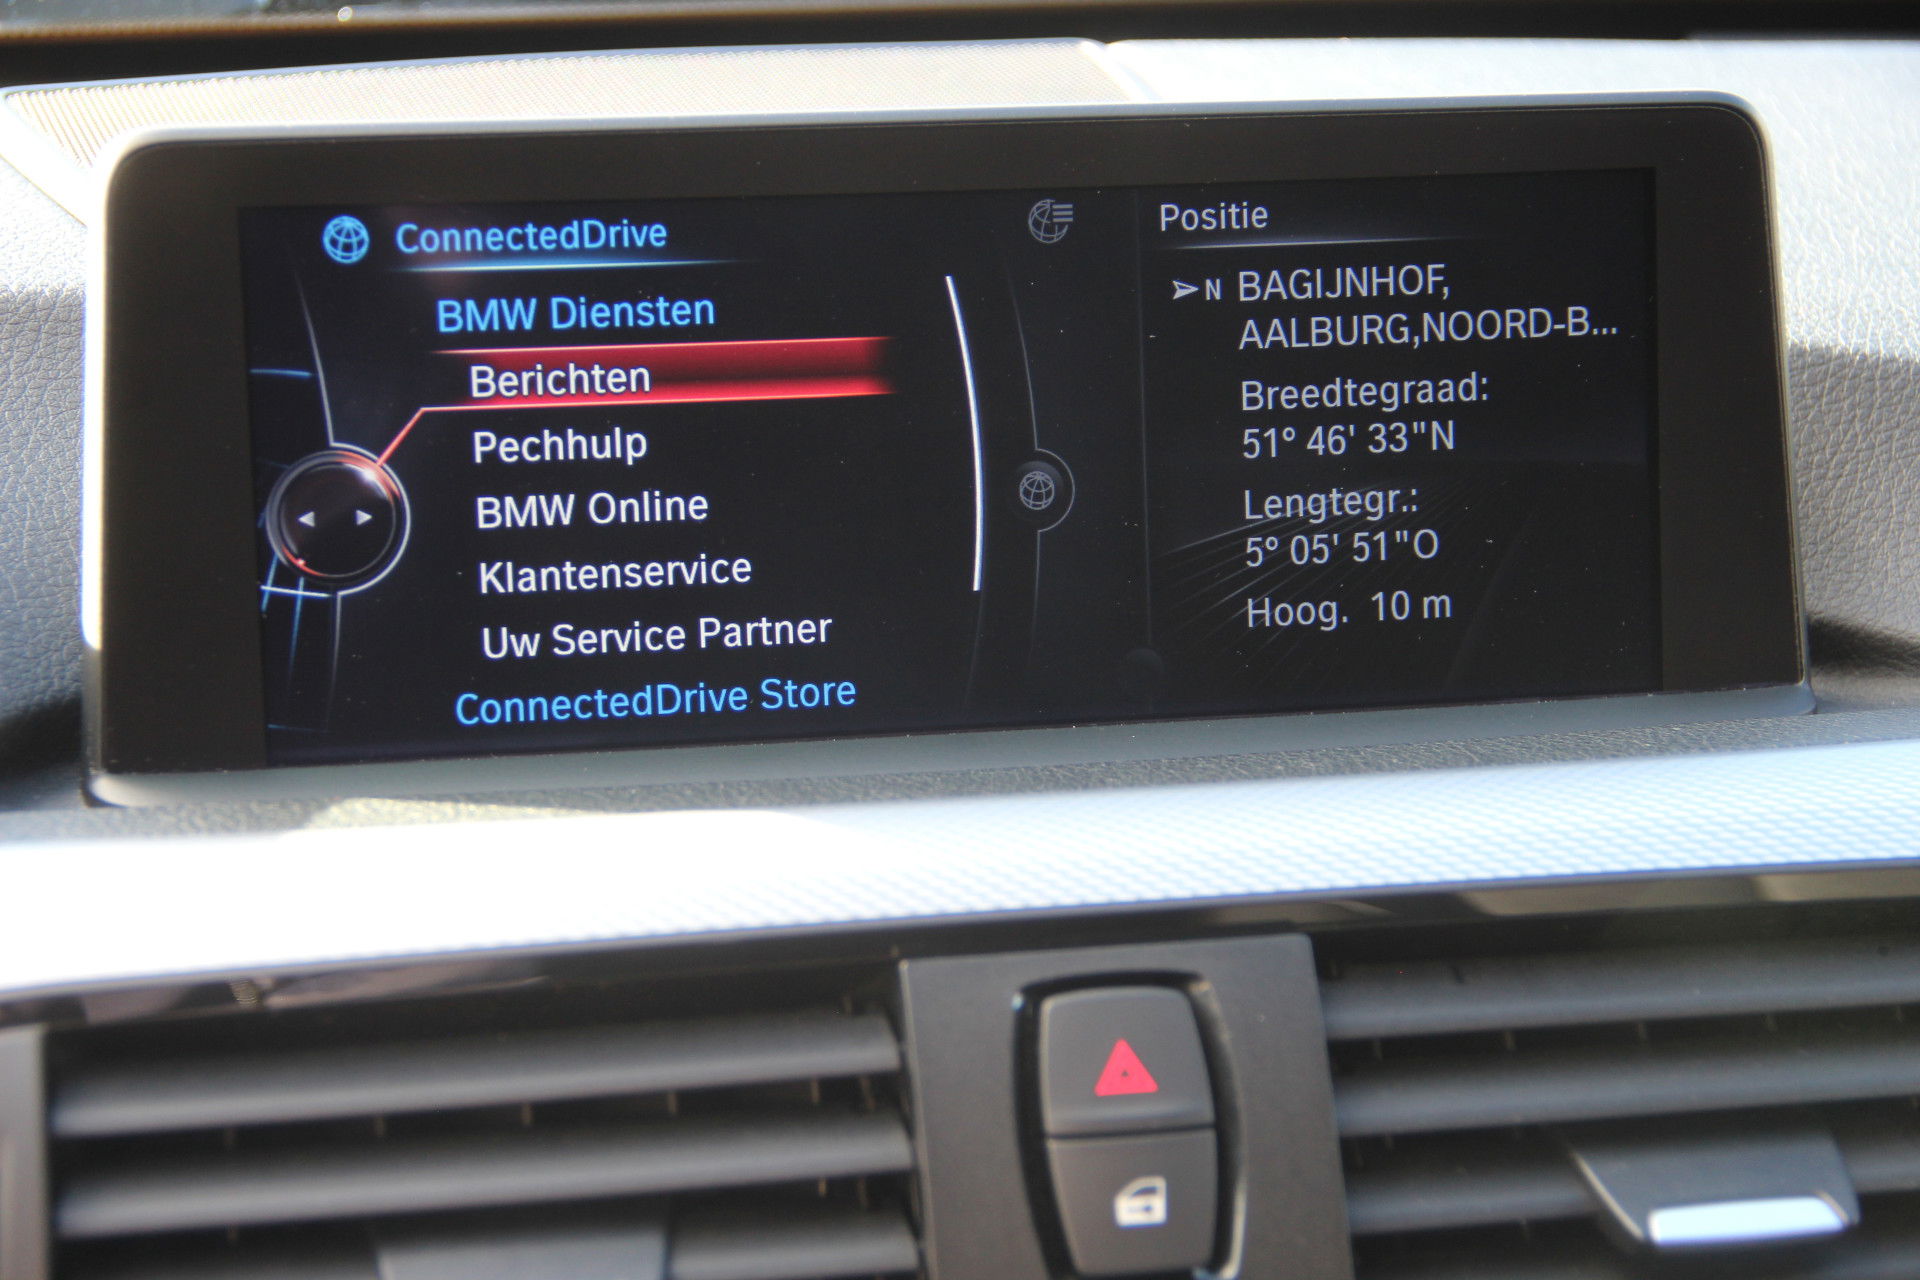 ConnectedDrive
BMW Diensten
Berichten
Pechhulp
BMW Online
Klantenservice
Uw Service Partner
ConnectedDrive Store
Positie
N BAGIJNHOF,
AALBURG,NOORD-B...
Breedtegraad:
51° 46' 33"N
Lengtegr.:
5° 05' 51"O
Hoog. 10 m